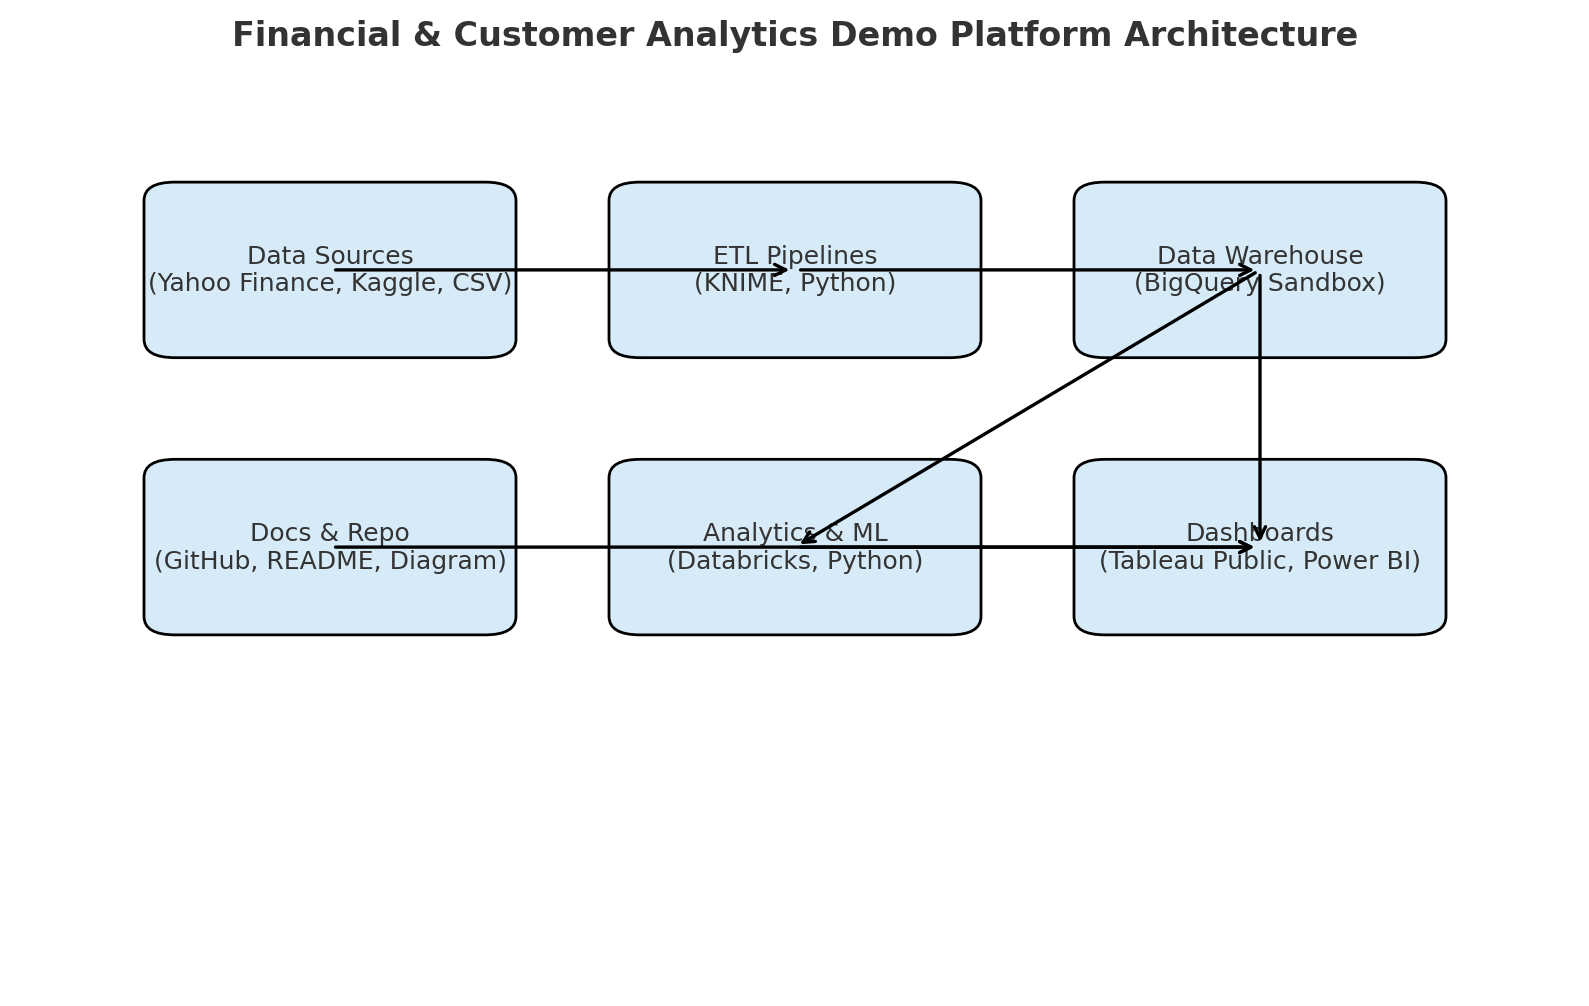 Financial & Customer Analytics Demo Platform Architecture
Data Sources
(Yahoo Finance, Kaggle, CSV)
ETL Pipelines
(KNIME, Python)
Data Warehouse
(BigQuery Sandbox)
Docs & Repo
(GitHub, README, Diagram)
Analytics & ML
(Databricks, Python)
Dashboards
(Tableau Public, Power BI)